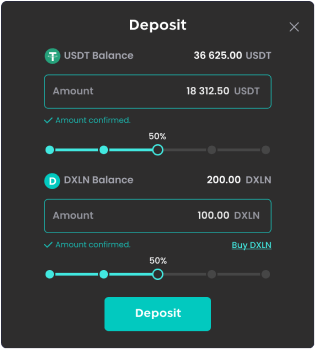 Deposit
USDT Balance 36 625.00 USDT
Amount 18 312.50 USDT
Amount confirmed.
50%
D DXLN Balance 200.00 DXLN
Amount 100.00 DXLN
Amount confirmed. Buy DXLN
50%
Deposit